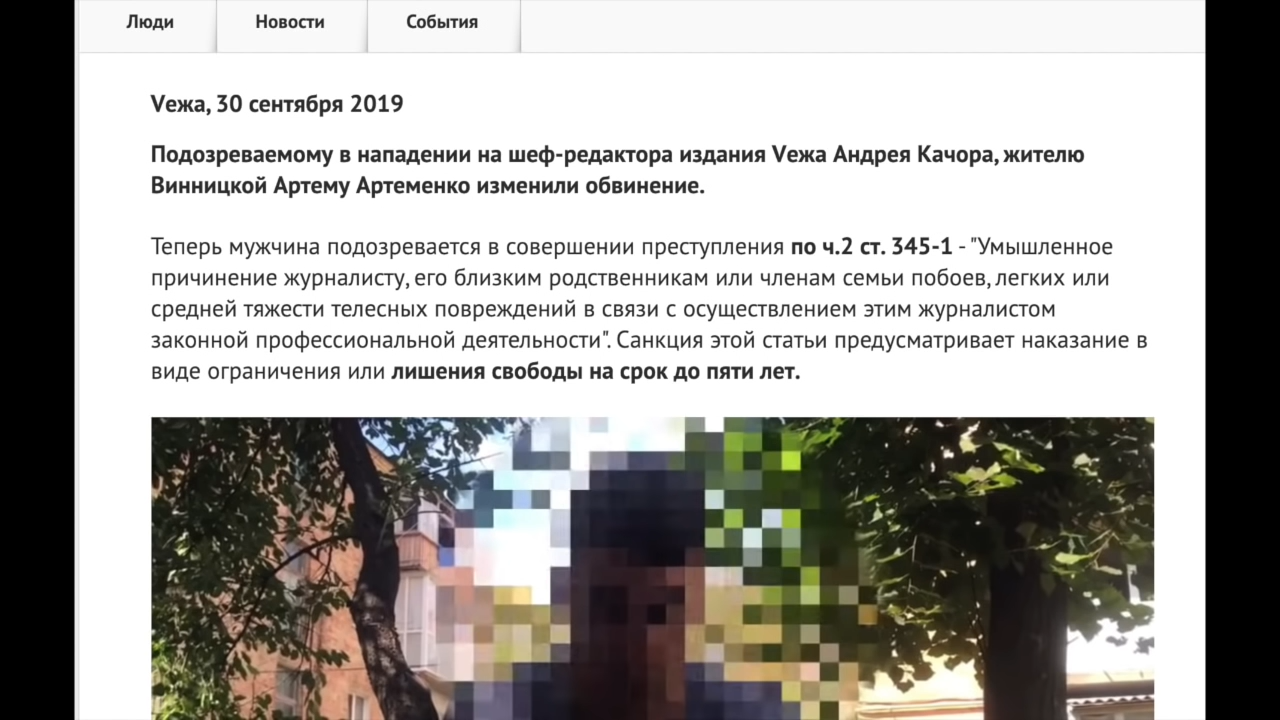 Люди
Новости
События
Vежа, 30 сентября 2019
Подозреваемому в нападении на шеф-редактора издания Vежа Андрея Качора, жителю
Винницкой Артему Артеменко изменили обвинение.
Теперь мужчина подозревается в совершении преступления по ч.2 ст. 345-1 - "Умышленное
причинение журналисту, его близким родственникам или членам семьи побоев, легких или
средней тяжести телесных повреждений в связи с осуществлением этим журналистом
законной профессиональной деятельности". Санкция этой статьи предусматривает наказание в
виде ограничения или лишения свободы на срок до пяти лет.